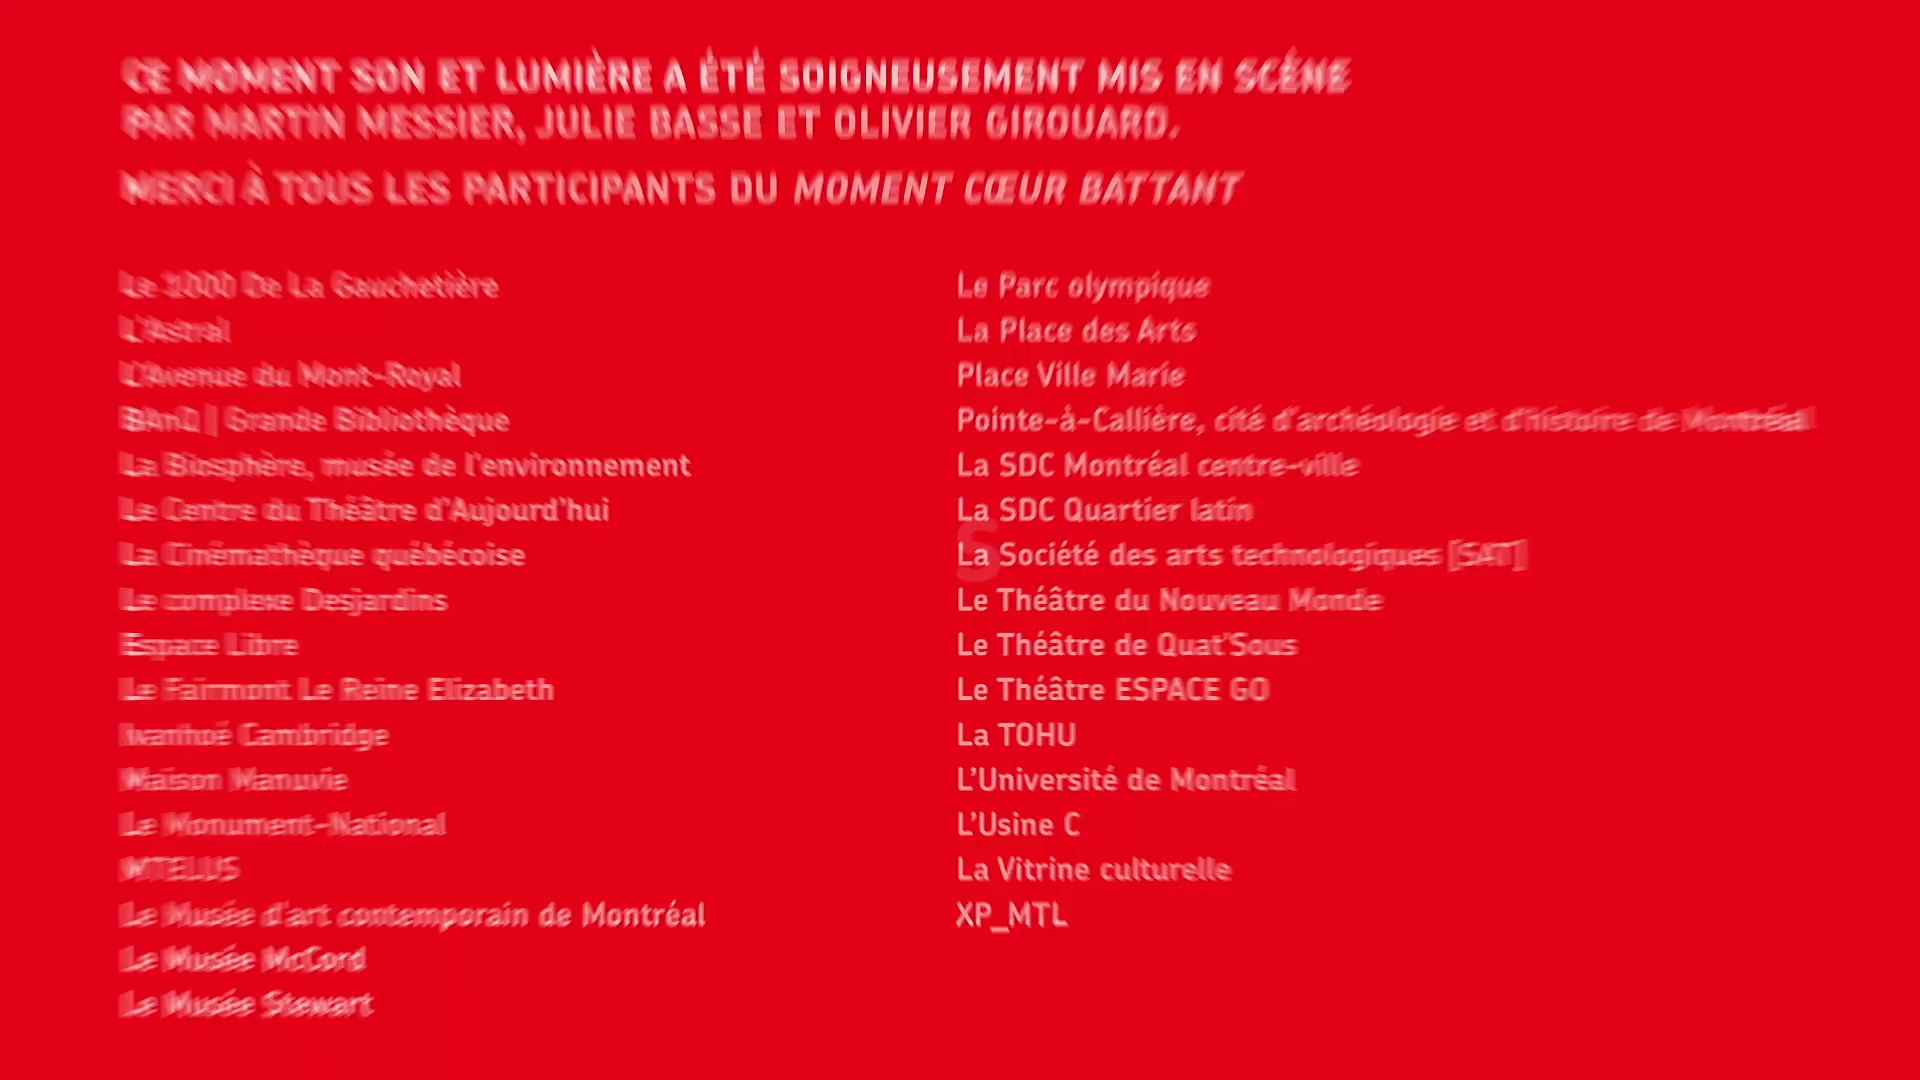 CE MOMENT SON ET LUMIÈRE A ÉTÉ SOIGNEUSEMENT MIS EN SCÈNE
PAR MARTIN MESSIER, JULIE BASSE ET OLIVIER GIROUARD.
MERCI À TOUS LES PARTICIPANTS DU MOMENT CŒUR BATTANT
Le 1000 De La Gauchetière
L'Astral
L'Avenue du Mont-Royal
BAnQ | Grande Bibliothèque
La Biosphère, musée de l'environnement
Le Centre du Théâtre d'Aujourd'hui
La Cinémathèque québécoise
Le complexe Desjardins
Espace Libre
Le Fairmont Le Reine Elizabeth
Ivanhoé Cambridge
Maison Manuvie
Le Monument-National
MTELUS
Le Musée d'art contemporain de Montréal
Le Musée McCord
Le Musée Stewart
Le Parc olympique
La Place des Arts
Place Ville Marie
Pointe-à-Callière, cité d'archéologie et d'histoire de Montréal
La SDC Montréal centre-ville
La SDC Quartier latin
La Société des arts technologiques [SAT]
Le Théâtre du Nouveau Monde
Le Théâtre de Quat'Sous
Le Théâtre ESPACE GO
La TOHU
L'Université de Montréal
L'Usine C
La Vitrine culturelle
XP_MTL
S